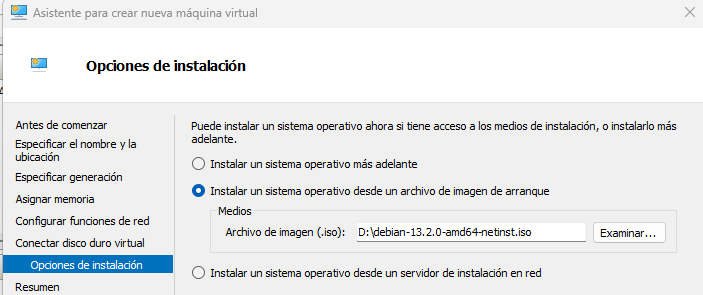 Asistente para crear nueva máquina virtual
Opciones de instalación
Antes de comenzar
Especificar el nombre y la
ubicación
Especificar generación
Asignar memoria
Configurar funciones de red
Conectar disco duro virtual
Opciones de instalación
Resumen
Puede instalar un sistema operativo ahora si tiene acceso a los medios de instalación, o instalarlo más
adelante.
Instalar un sistema operativo más adelante
Instalar un sistema operativo desde un archivo de imagen de arranque
Medios
Archivo de imagen (.iso): D:\debian-13.2.0-amd64-netinst.iso Examinar...
Instalar un sistema operativo desde un servidor de instalación en red